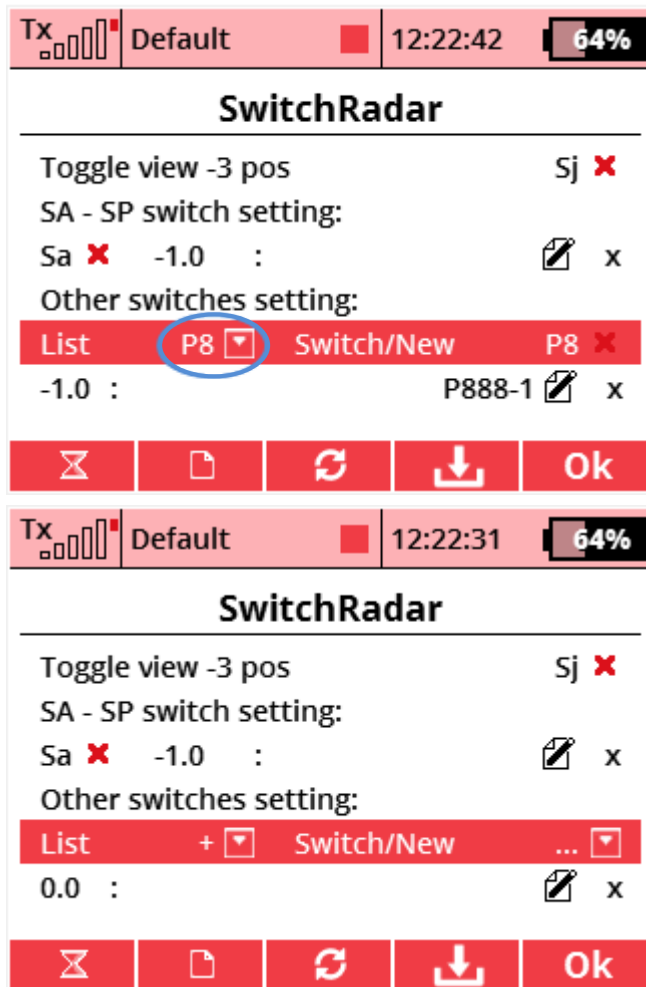 Tx Default 12:22:42 64%
SwitchRadar
Toggle view -3 pos Sj
SA - SP switch setting:
Sa -1.0 : x
Other switches setting:
List P8 Switch/New P8
-1.0 : P888-1 x
Ok
Tx Default 12:22:31 64%
SwitchRadar
Toggle view -3 pos Sj
SA - SP switch setting:
Sa -1.0 : x
Other switches setting:
List + Switch/New ...
0.0 : x
Ok